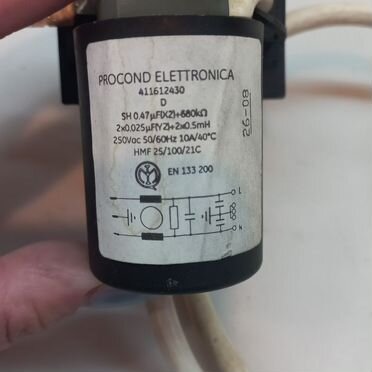 PROCOND ELETTRONICA
411612430
D
SH 0.47µF(X2)+680kΩ
2x0.025µF(Y2)+2x0.5mH
250Vac 50/60Hz 10A/40°C
HMF 25/100/21C
EN 133 200
L
N
26-08